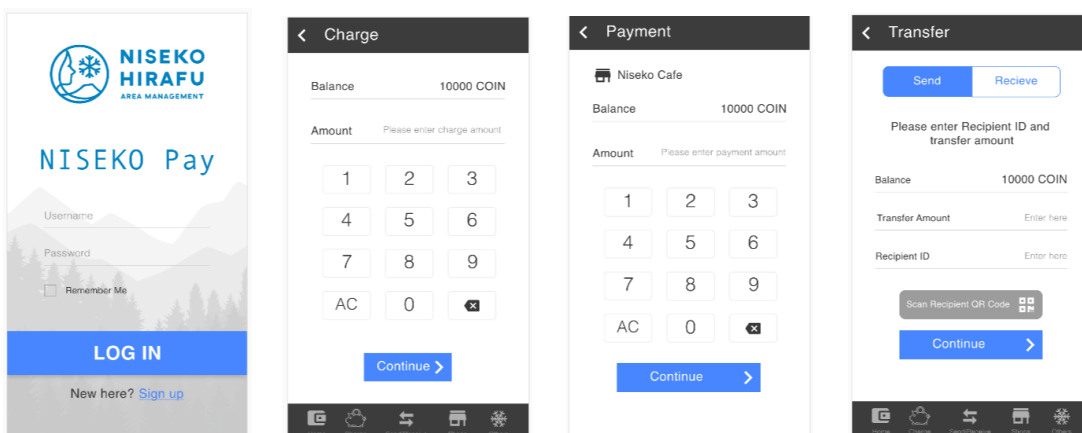 NISEKO
HIRAFU
AREA MANAGEMENT
NISEKO Pay
Username
Password
Remember Me
LOG IN
New here? Sign up
Charge
Balance 10000 COIN
Amount Please enter charge amount
1 2 3
4 5 6
7 8 9
AC 0
Continue
Payment
Niseko Cafe
Balance 10000 COIN
Amount Please enter payment amount
1 2 3
4 5 6
7 8 9
AC 0
Continue
Transfer
Send Recieve
Please enter Recipient ID and
transfer amount
Balance 10000 COIN
Transfer Amount Enter here
Recipient ID Enter here
Scan Recipient QR Code
Continue
Home Charge Send/Receive Places Others